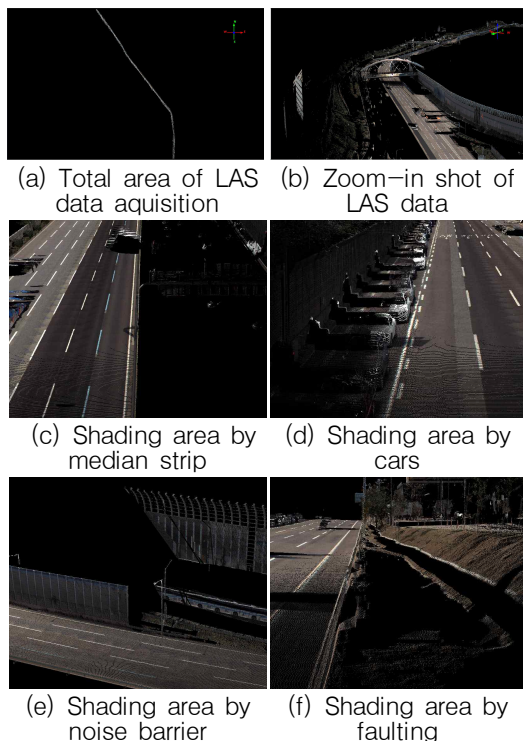 (a) Total area of LAS
data aquisition
(b) Zoom-in shot of
LAS data
(c) Shading area by
median strip
(d) Shading area by
cars
(e) Shading area by
noise barrier
(f) Shading area by
faulting